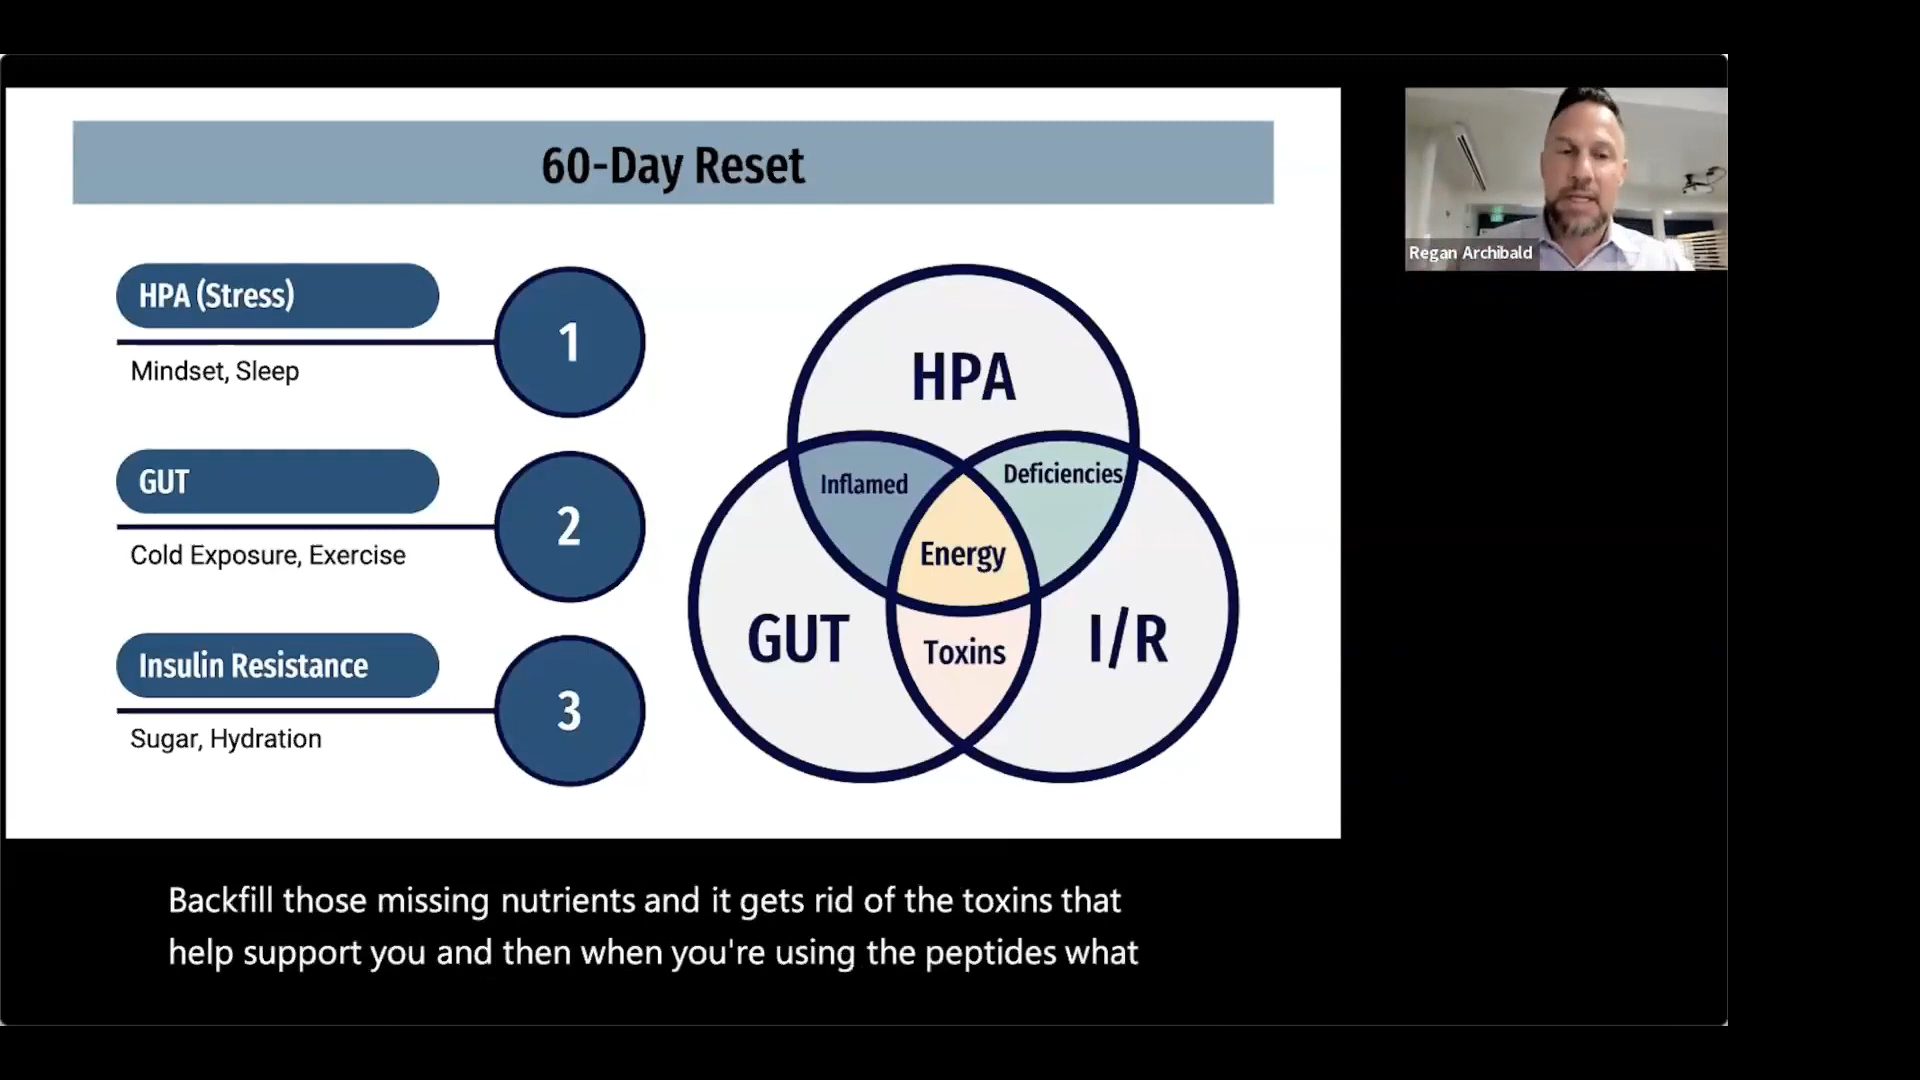 60-Day Reset
HPA (Stress)
1
Mindset, Sleep
GUT
2
Cold Exposure, Exercise
Insulin Resistance
3
Sugar, Hydration
HPA
Inflamed
Deficiencies
Energy
GUT
I/R
Toxins
Regan Archibald
Backfill those missing nutrients and it gets rid of the toxins that
help support you and then when you're using the peptides what